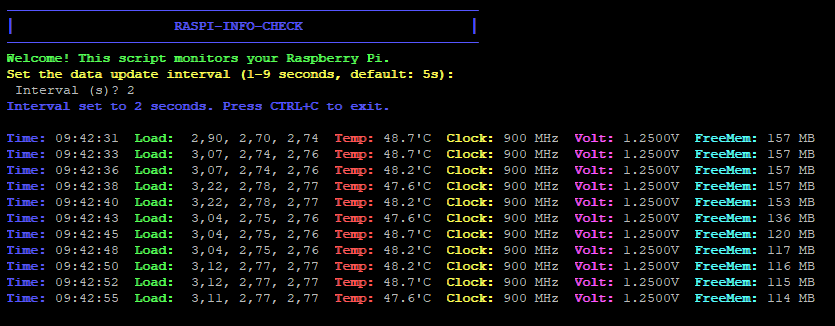 RASPI-INFO-CHECK
Welcome! This script monitors your Raspberry Pi.
Set the data update interval (1-9 seconds, default: 5s):
Interval (s)? 2
Interval set to 2 seconds. Press CTRL+C to exit.
Time: 09:42:31 Load: 2,90, 2,70, 2,74 Temp: 48.7'C Clock: 900 MHz Volt: 1.2500V FreeMem: 157 MB
Time: 09:42:33 Load: 3,07, 2,74, 2,76 Temp: 48.7'C Clock: 900 MHz Volt: 1.2500V FreeMem: 157 MB
Time: 09:42:36 Load: 3,07, 2,74, 2,76 Temp: 48.2'C Clock: 900 MHz Volt: 1.2500V FreeMem: 157 MB
Time: 09:42:38 Load: 3,22, 2,78, 2,77 Temp: 47.6'C Clock: 900 MHz Volt: 1.2500V FreeMem: 157 MB
Time: 09:42:40 Load: 3,22, 2,78, 2,77 Temp: 48.2'C Clock: 900 MHz Volt: 1.2500V FreeMem: 153 MB
Time: 09:42:43 Load: 3,04, 2,75, 2,76 Temp: 47.6'C Clock: 900 MHz Volt: 1.2500V FreeMem: 136 MB
Time: 09:42:45 Load: 3,04, 2,75, 2,76 Temp: 48.7'C Clock: 900 MHz Volt: 1.2500V FreeMem: 120 MB
Time: 09:42:48 Load: 3,04, 2,75, 2,76 Temp: 48.2'C Clock: 900 MHz Volt: 1.2500V FreeMem: 117 MB
Time: 09:42:50 Load: 3,12, 2,77, 2,77 Temp: 48.2'C Clock: 900 MHz Volt: 1.2500V FreeMem: 116 MB
Time: 09:42:52 Load: 3,12, 2,77, 2,77 Temp: 48.7'C Clock: 900 MHz Volt: 1.2500V FreeMem: 115 MB
Time: 09:42:55 Load: 3,11, 2,77, 2,77 Temp: 47.6'C Clock: 900 MHz Volt: 1.2500V FreeMem: 114 MB